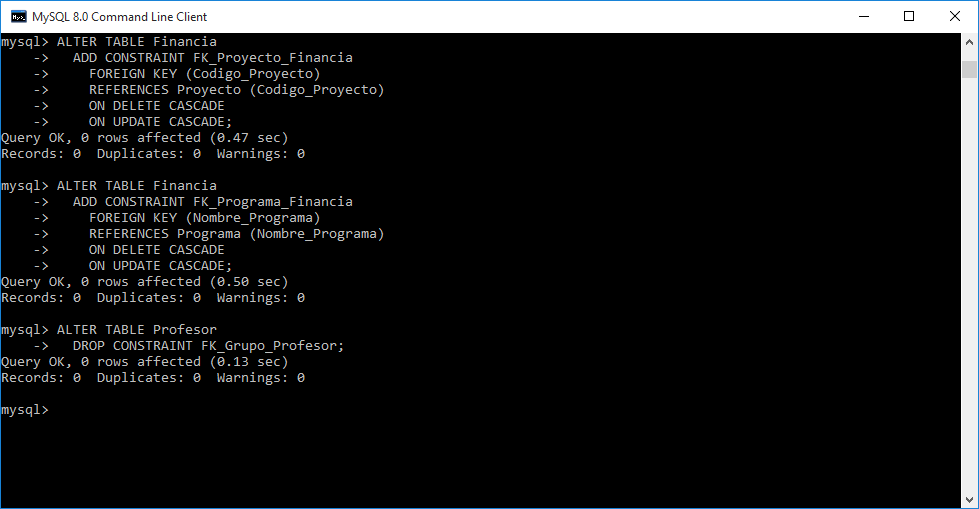 MySQL 8.0 Command Line Client
mysql> ALTER TABLE Financia
    ->   ADD CONSTRAINT FK_Proyecto_Financia
    ->     FOREIGN KEY (Codigo_Proyecto)
    ->     REFERENCES Proyecto (Codigo_Proyecto)
    ->     ON DELETE CASCADE
    ->     ON UPDATE CASCADE;
Query OK, 0 rows affected (0.47 sec)
Records: 0  Duplicates: 0  Warnings: 0
mysql> ALTER TABLE Financia
    ->   ADD CONSTRAINT FK_Programa_Financia
    ->     FOREIGN KEY (Nombre_Programa)
    ->     REFERENCES Programa (Nombre_Programa)
    ->     ON DELETE CASCADE
    ->     ON UPDATE CASCADE;
Query OK, 0 rows affected (0.50 sec)
Records: 0  Duplicates: 0  Warnings: 0
mysql> ALTER TABLE Profesor
    ->   DROP CONSTRAINT FK_Grupo_Profesor;
Query OK, 0 rows affected (0.13 sec)
Records: 0  Duplicates: 0  Warnings: 0
mysql>